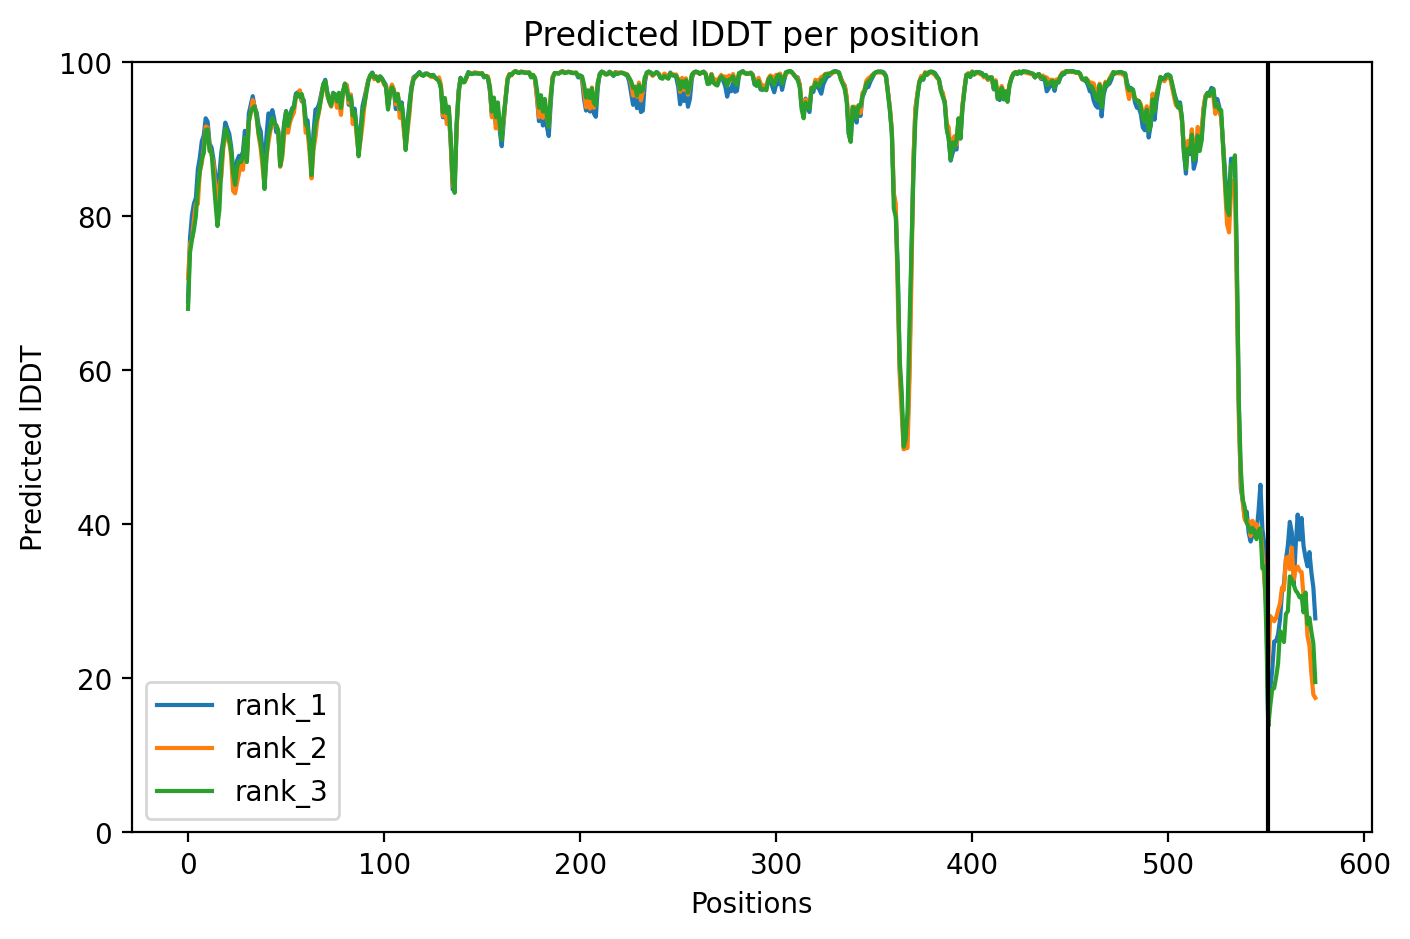 Predicted lDDT per position
Predicted lDDT
100
80
60
40
20
0
rank_1
rank_2
rank_3
0 100 200 300 400 500 600
Positions